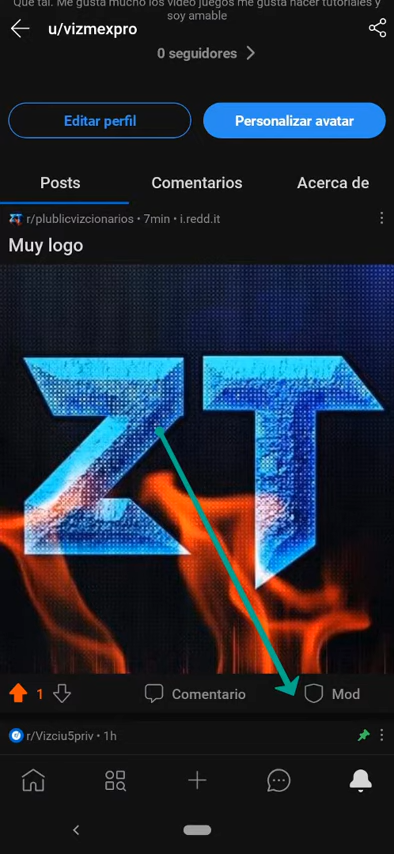 Que tal. Me gusta mucho los video juegos me gusta hacer tutoriales y
soy amable
u/vizmexpro
0 seguidores
Editar perfil
Personalizar avatar
Posts
Comentarios
Acerca de
r/plublicvizcionarios • 7min • i.redd.it
Muy logo
ZT
1
Comentario
Mod
r/Vizciu5priv • 1h